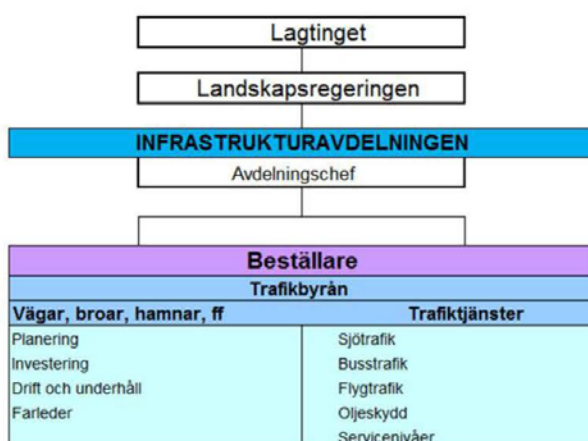 Lagtinget
Landskapsregeringen
INFRASTRUKTURAVDELNINGEN
Avdelningschef
Beställare
Trafikbyrån
Vägar, broar, hamnar, ff
Trafiktjänster
Planering
Sjötrafik
Investering
Busstrafik
Drift och underhåll
Flygtrafik
Farleder
Oljeskydd
Servicenivåer